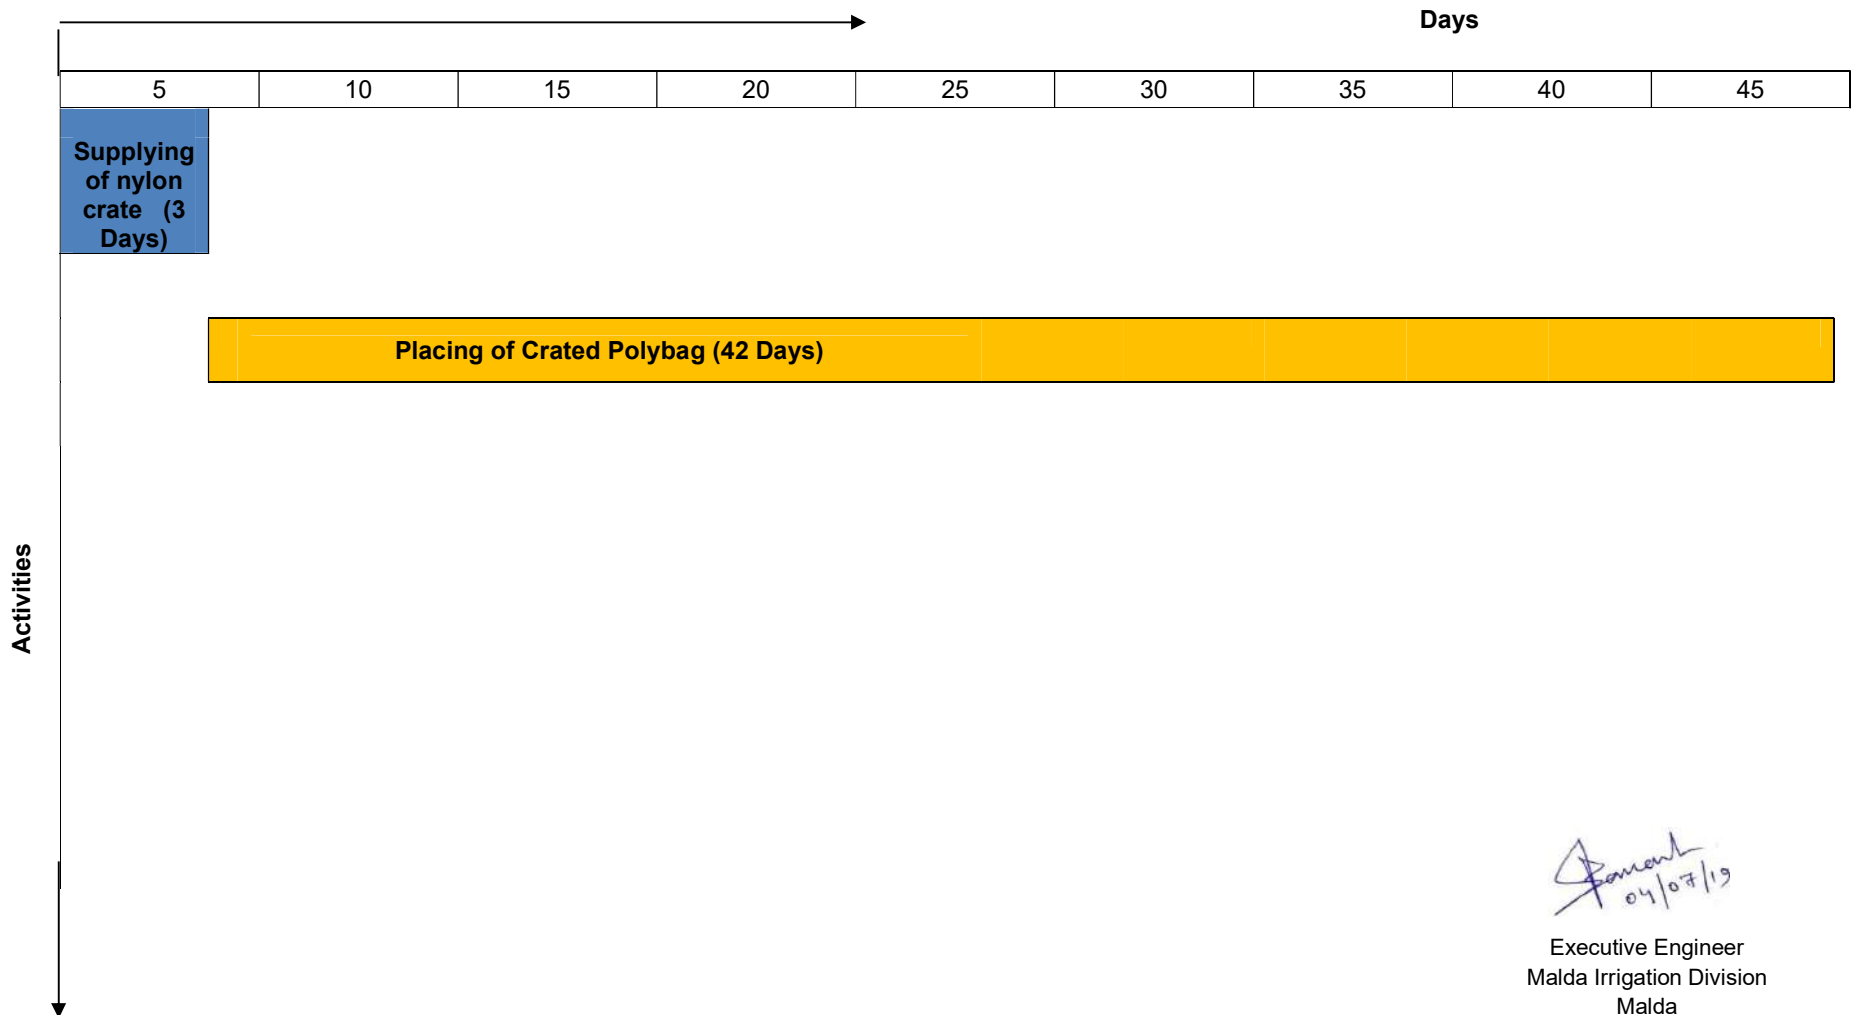 Days
5 10 15 20 25 30 35 40 45
Supplying
of nylon
crate (3
Days)
Placing of Crated Polybag (42 Days)
Activities
04/07/19
Executive Engineer
Malda Irrigation Division
Malda